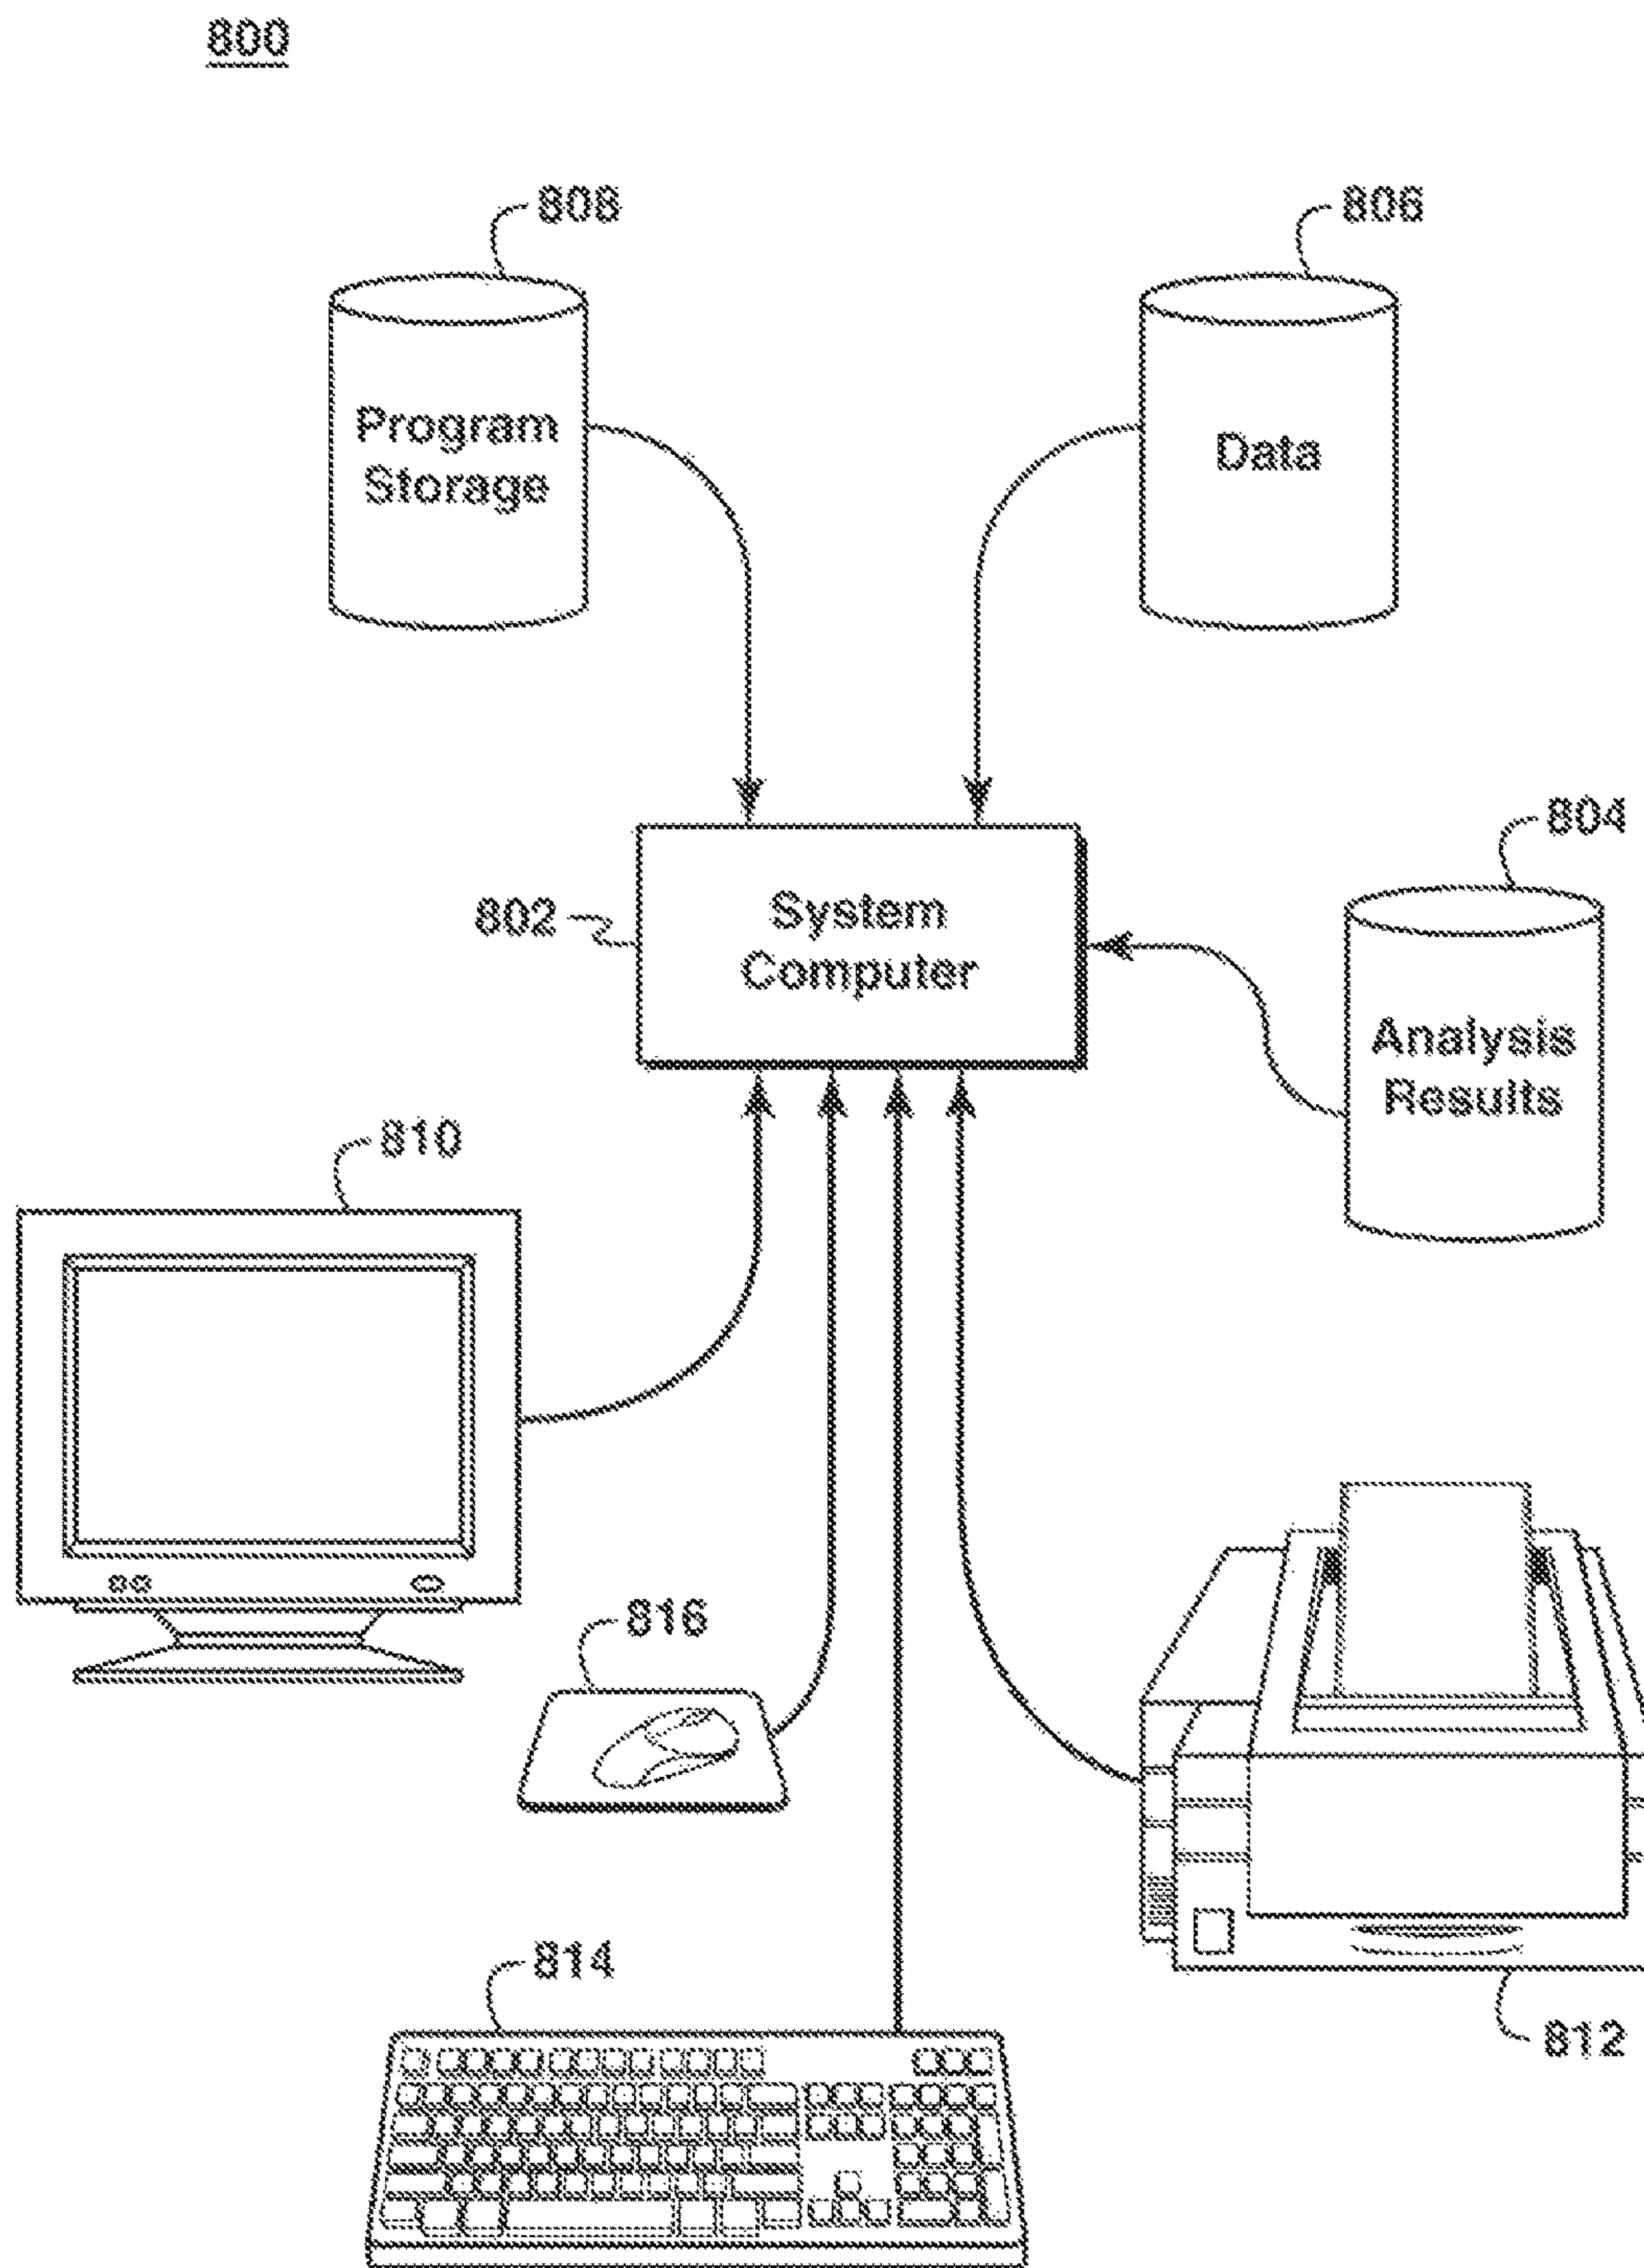 800
808
806
Program
Storage
Data
804
802
System
Computer
Analysis
Results
810
816
814
812